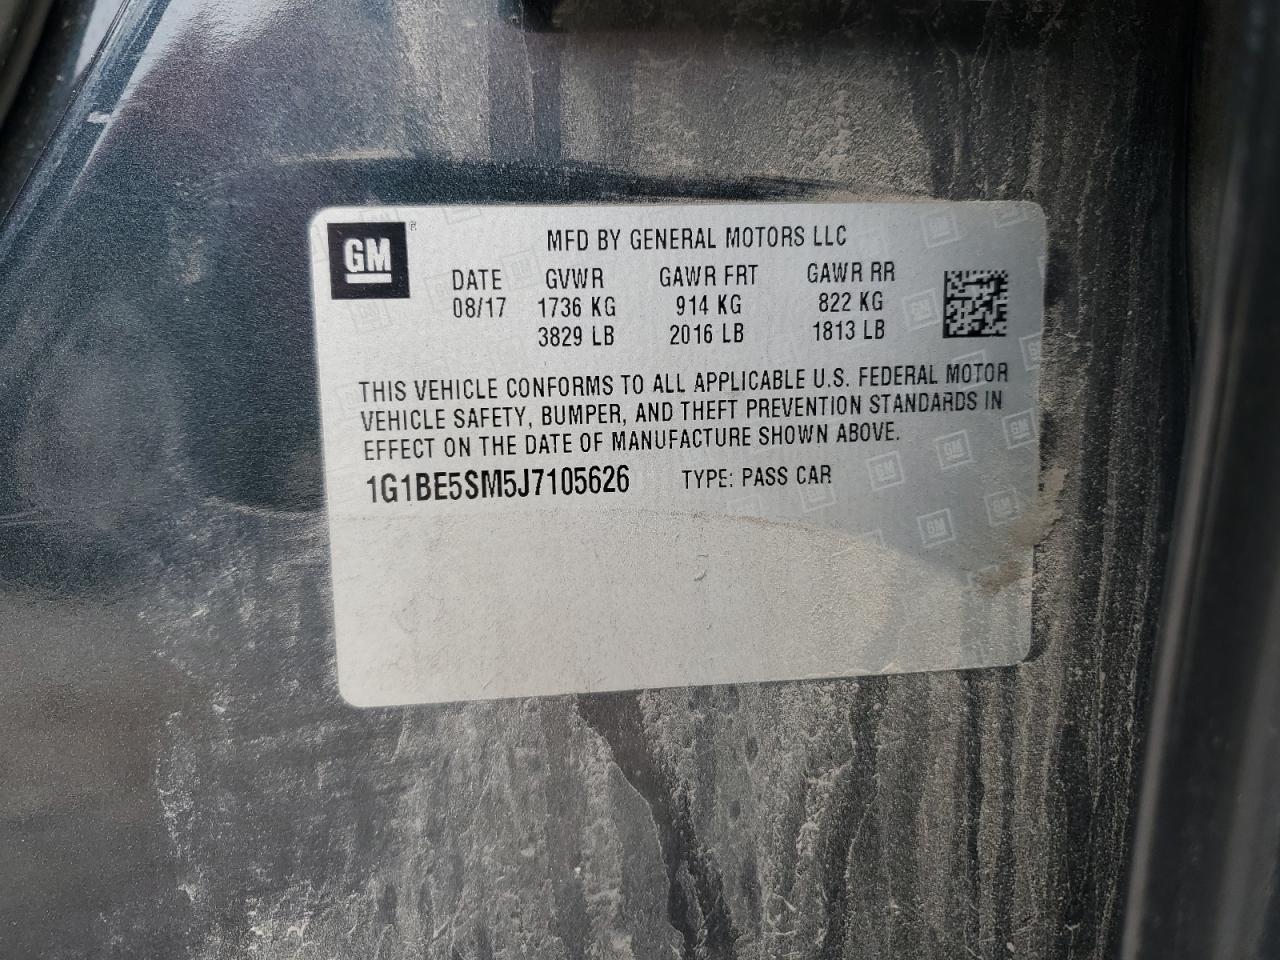 GM ®
MFD BY GENERAL MOTORS LLC
DATE GVWR GAWR FRT GAWR RR
08/17 1736 KG 914 KG 822 KG
3829 LB 2016 LB 1813 LB
THIS VEHICLE CONFORMS TO ALL APPLICABLE U.S. FEDERAL MOTOR
VEHICLE SAFETY, BUMPER, AND THEFT PREVENTION STANDARDS IN
EFFECT ON THE DATE OF MANUFACTURE SHOWN ABOVE.
1G1BE5SM5J7105626 TYPE: PASS CAR